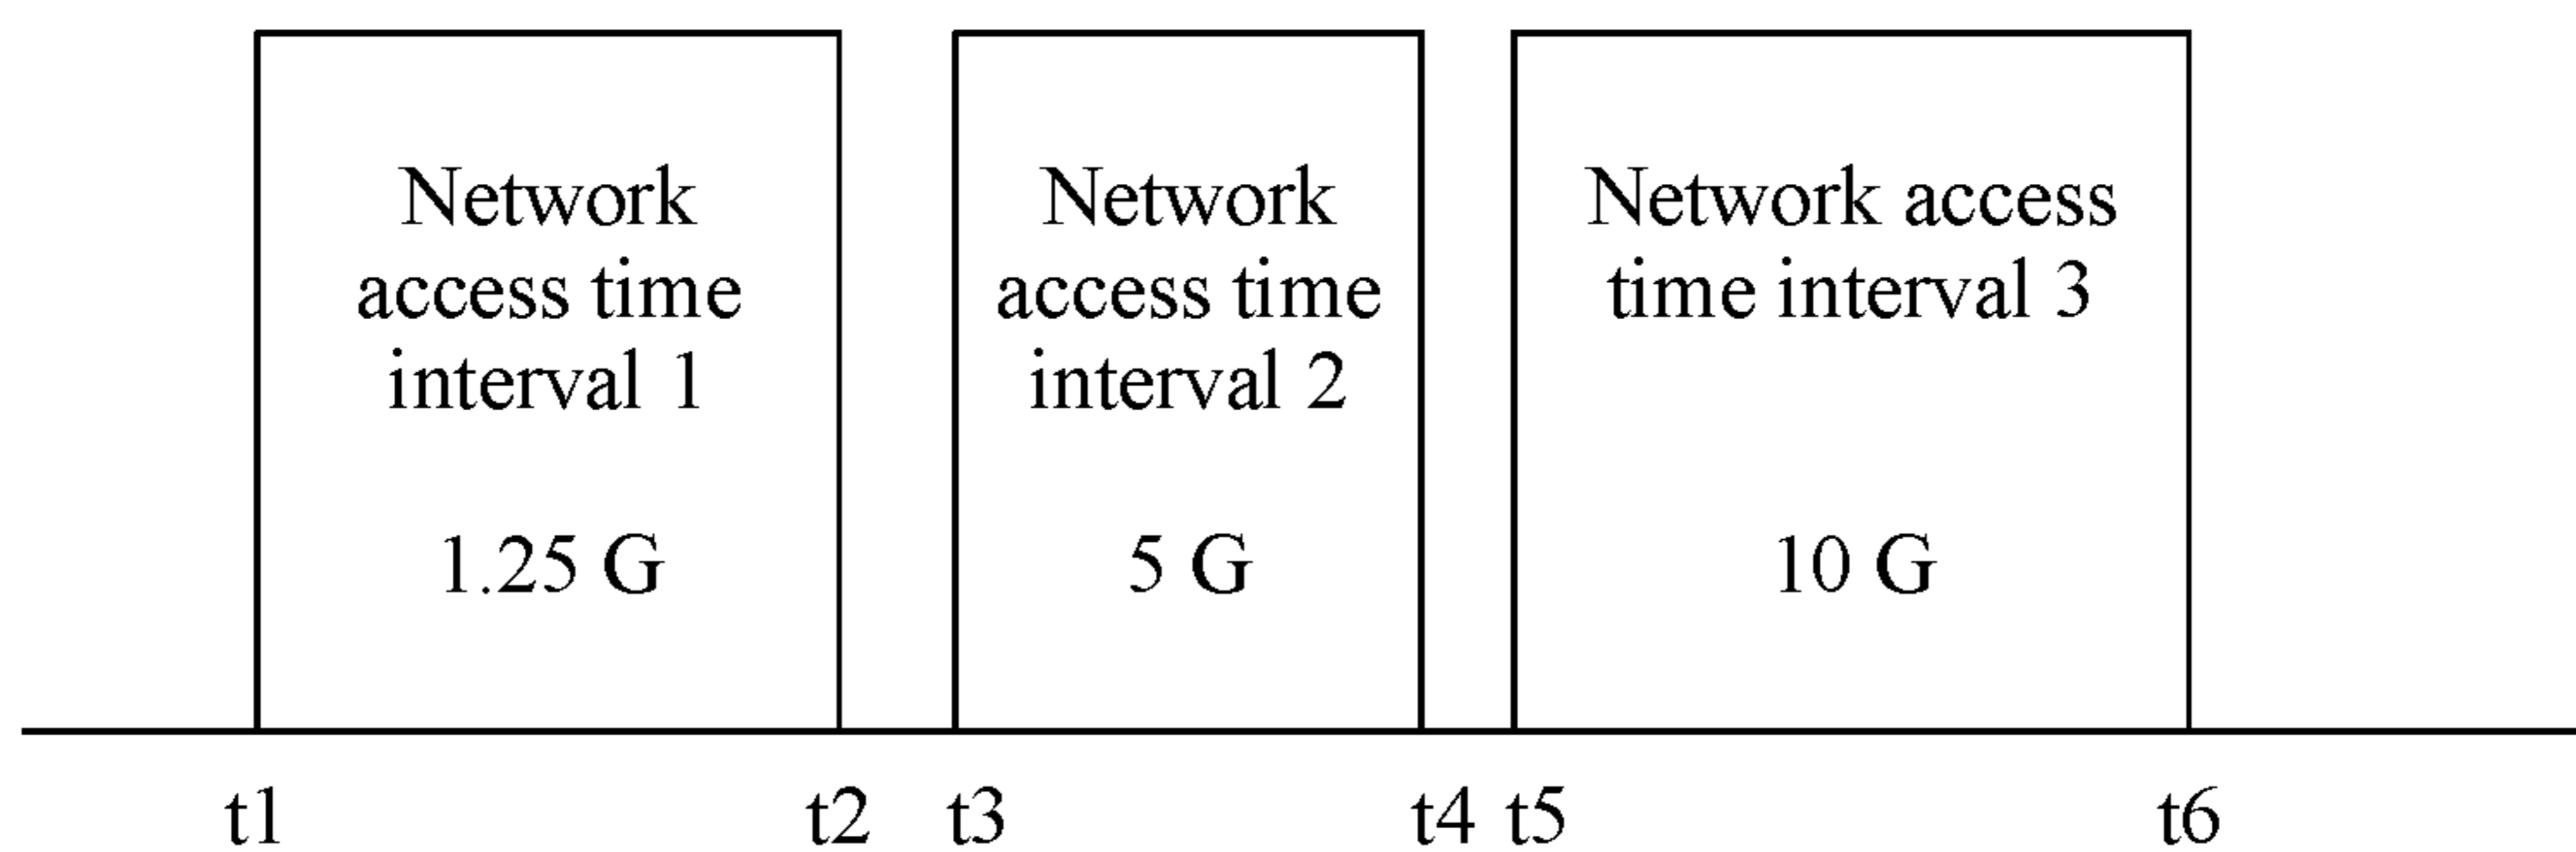 Network
access time
interval 1
1.25 G
Network
access time
interval 2
5 G
Network access
time interval 3
10 G
t1 t2 t3 t4 t5 t6